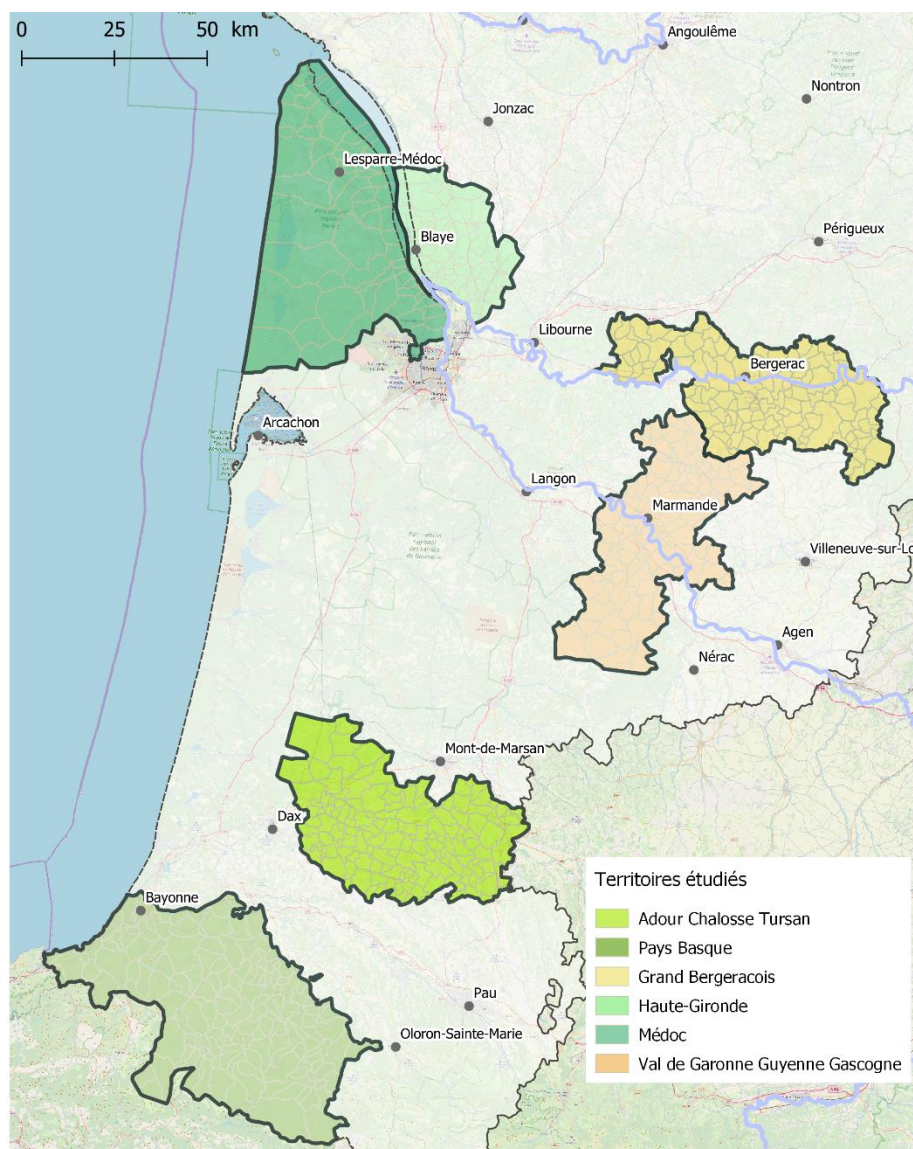 0 25 50 km
Angoulême
Nontron
Jonzac
Lesparre-Médoc
Périgueux
Blaye
Libourne
Bergerac
Arcachon
Langon
Marmande
Villeneuve-sur-Lo
Agen
Nérac
Mont-de-Marsan
Dax
Bayonne
Pau
Oloron-Sainte-Marie
Territoires étudiés
Adour Chalosse Tursan
Pays Basque
Grand Bergeracois
Haute-Gironde
Médoc
Val de Garonne Guyenne Gascogne